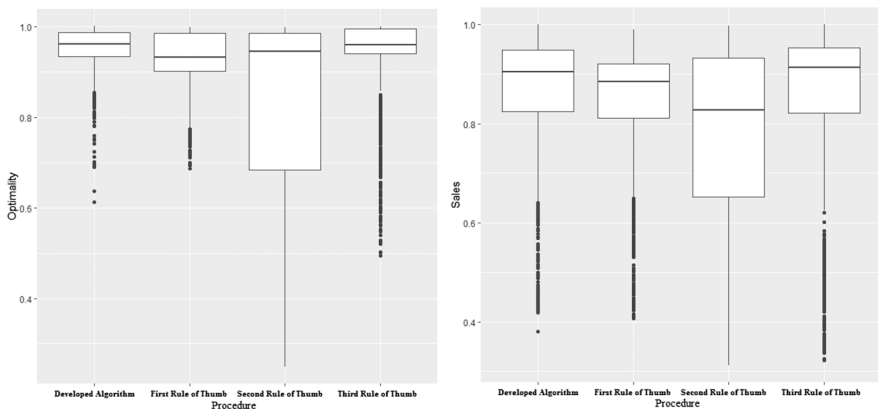 1.0
0.8
0.6
0.4
Optimality
Developed Algorithm First Rule of Thumb Second Rule of Thumb Third Rule of Thumb
Procedure
1.0
0.8
0.6
0.4
Sales
Developed Algorithm First Rule of Thumb Second Rule of Thumb Third Rule of Thumb
Procedure